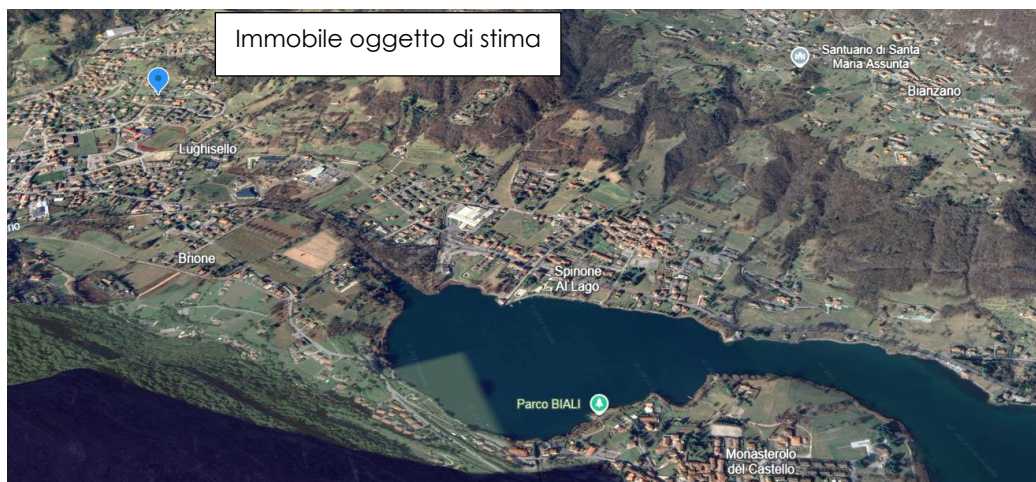 Immobile oggetto di stima
Santuario di Santa
Maria Assunta
Bianzano
Lughisello
Brione
Spinone
Al Lago
Parco BIALI
Monasterolo
del Castello